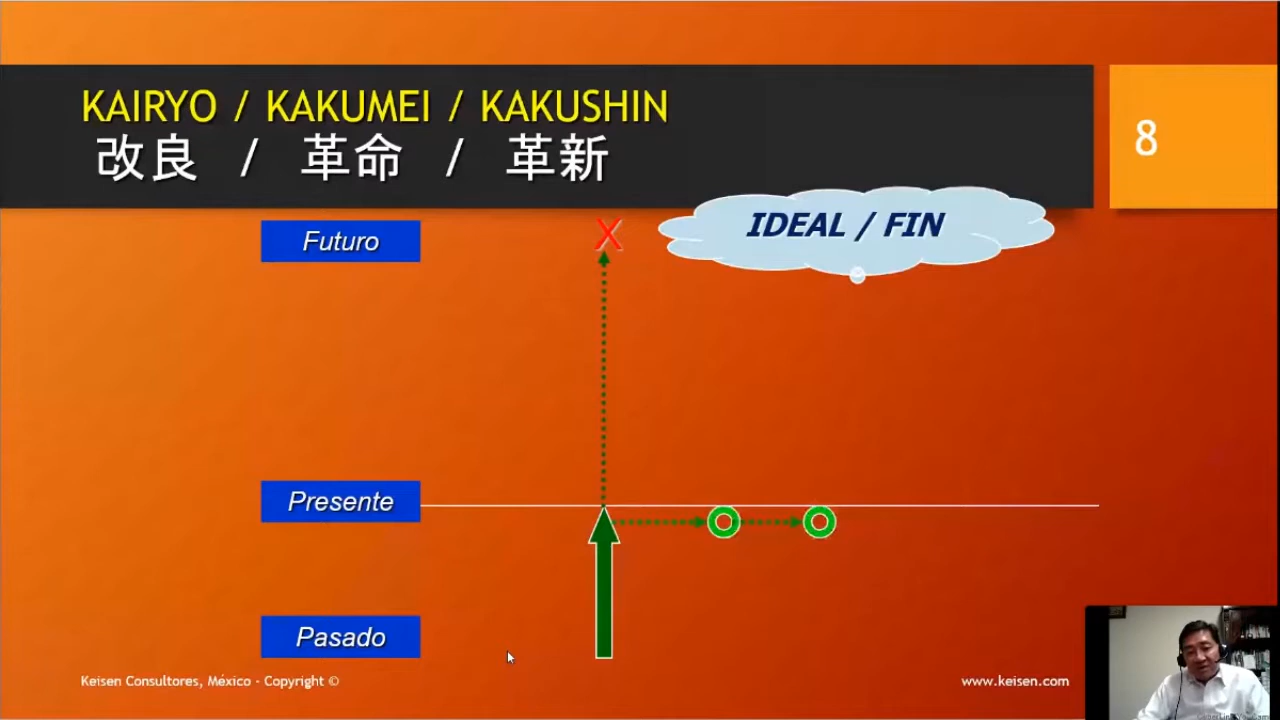 KAIRYO / KAKUMEI / KAKUSHIN
改良 / 革命 / 革新
8
IDEAL / FIN
Futuro
X
Presente
Pasado
Keisen Consultores, México - Copyright ©
www.keisen.com